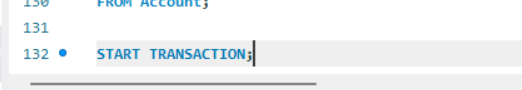 130 FROM Account;
131
132 START TRANSACTION;